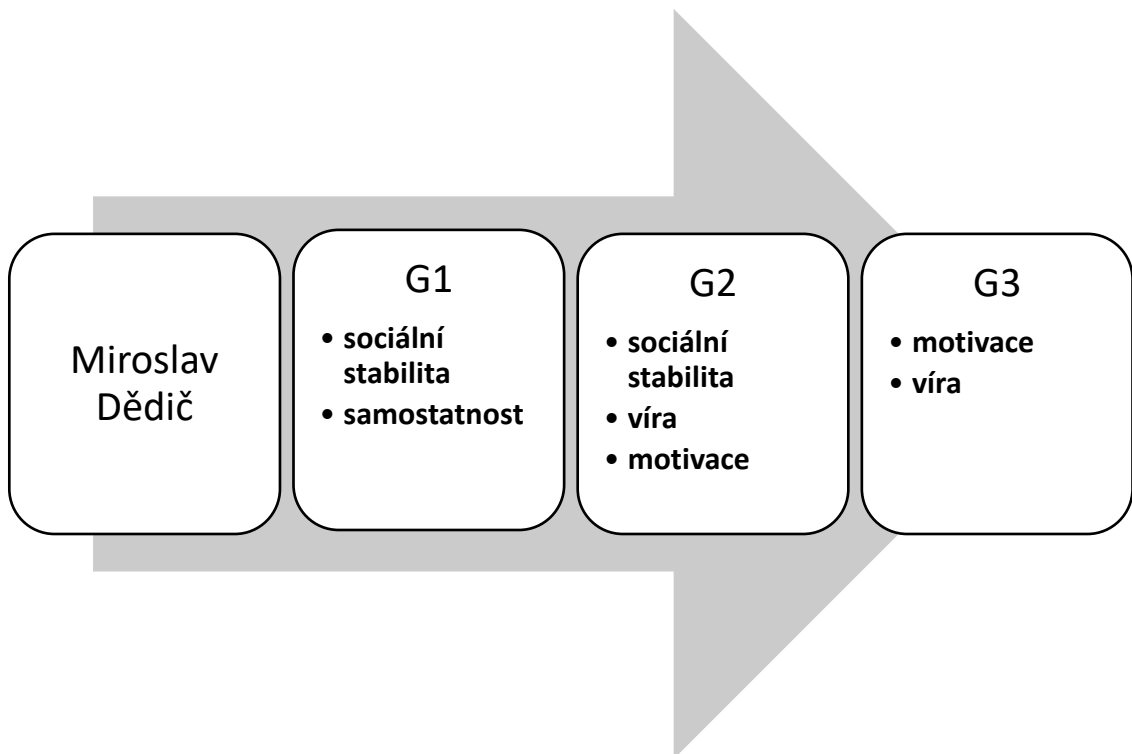 Miroslav
Dědič
G1
• sociální
stabilita
• samostatnost
G2
• sociální
stabilita
• víra
• motivace
G3
• motivace
• víra